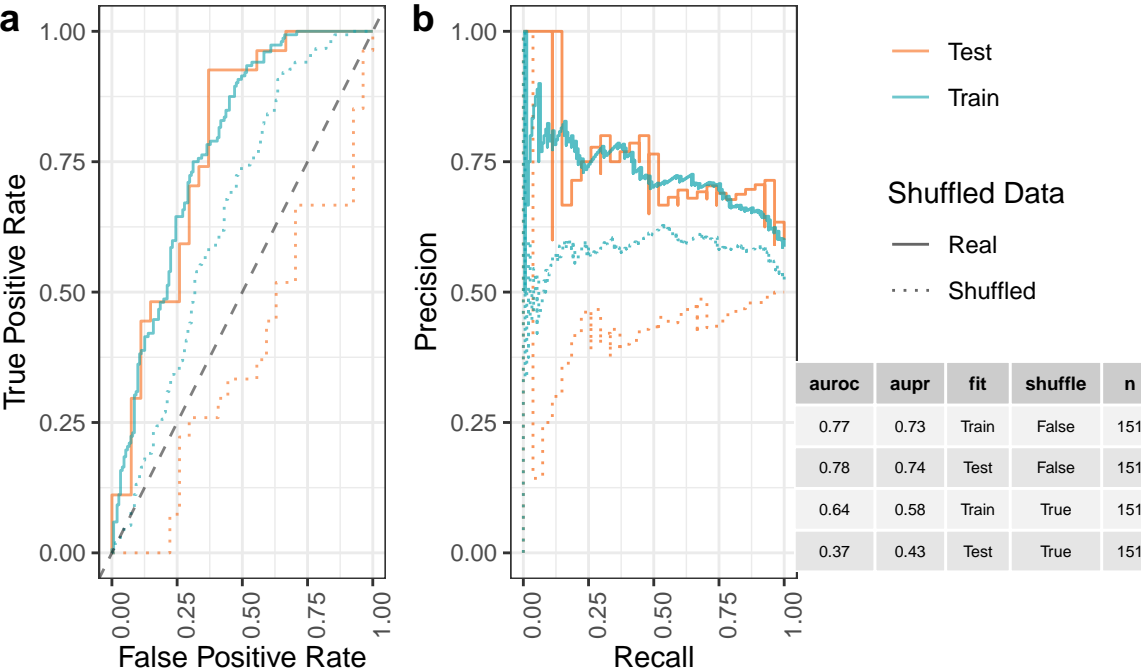 a
True Positive Rate
1.00
0.75
0.50
0.25
0.00
0.00
0.25
0.50
0.75
1.00
False Positive Rate
b
Precision
1.00
0.75
0.50
0.25
0.00
0.00
0.25
0.50
0.75
1.00
Recall
Test
Train
Shuffled Data
Real
Shuffled
auroc aupr fit shuffle n
0.77 0.73 Train False 151
0.78 0.74 Test False 151
0.64 0.58 Train True 151
0.37 0.43 Test True 151